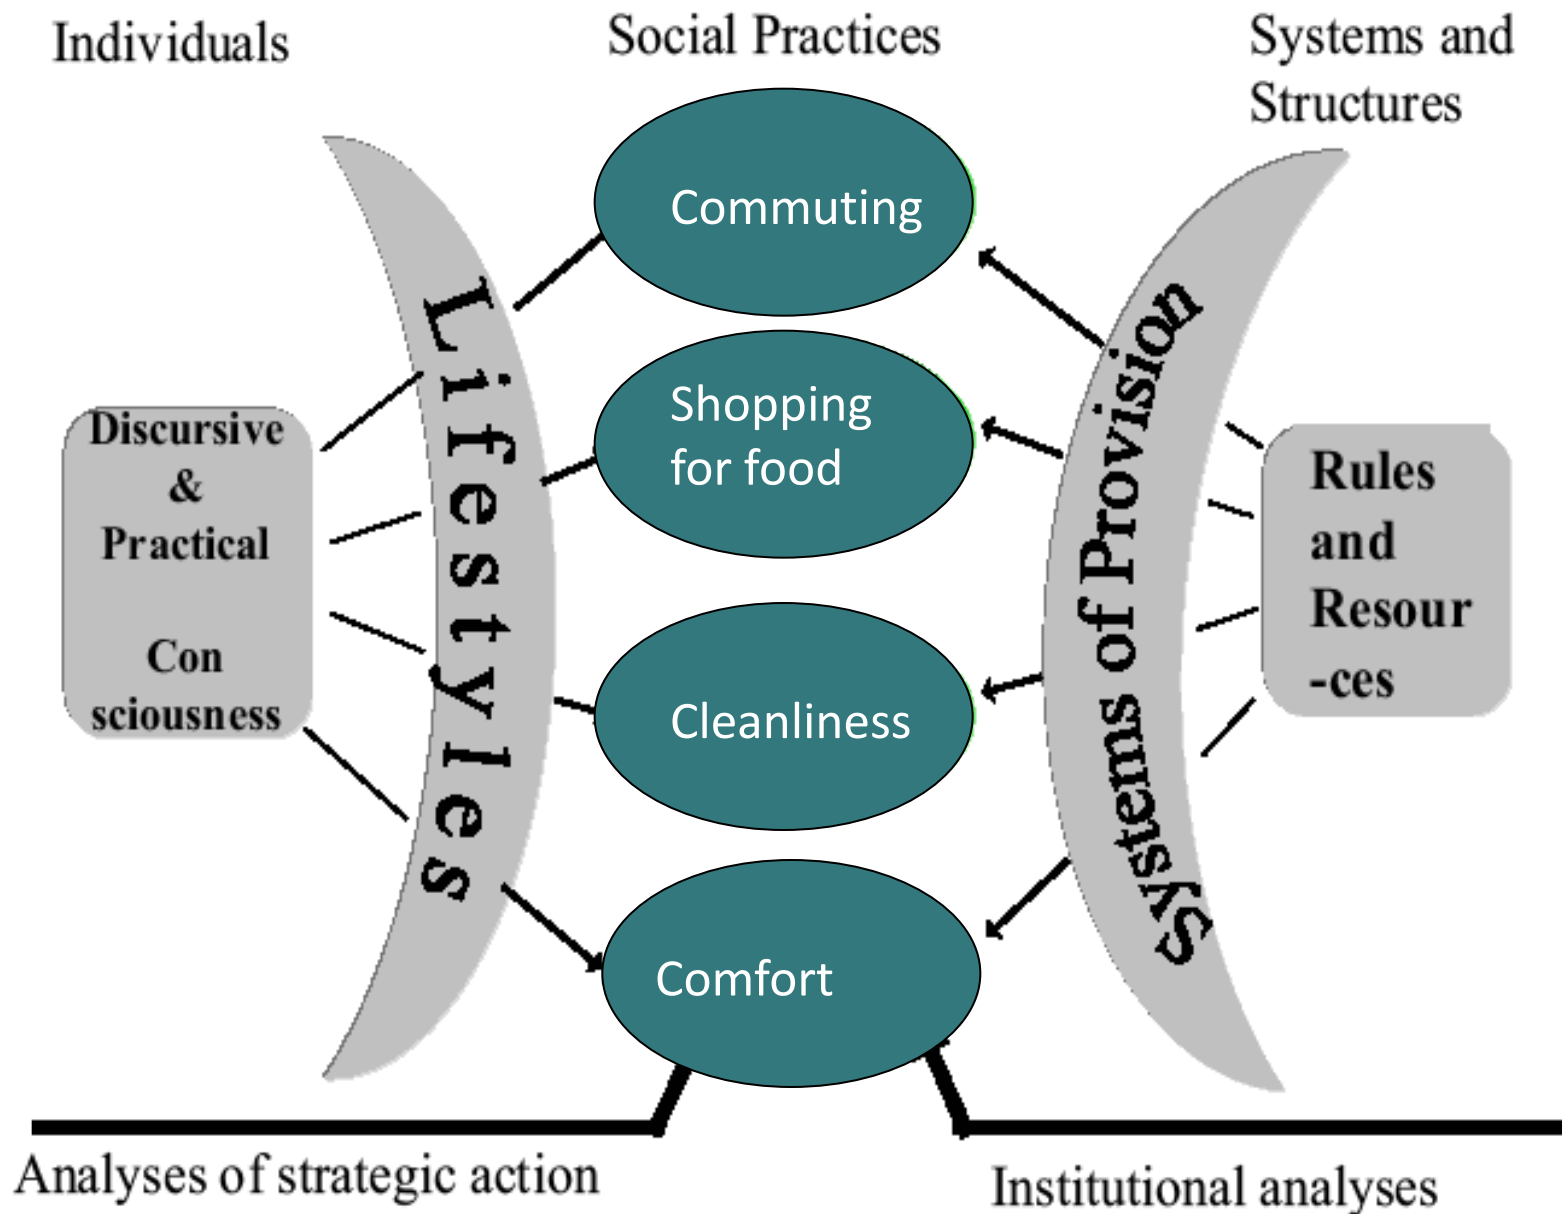 Individuals
Social Practices
Systems and
Structures
Commuting
Shopping
for food
Cleanliness
Comfort
Lifestyles
Systems of Provision
Discursive
&
Practical
Con
sciousness
Rules
and
Resour
-ces
Analyses of strategic action
Institutional analyses